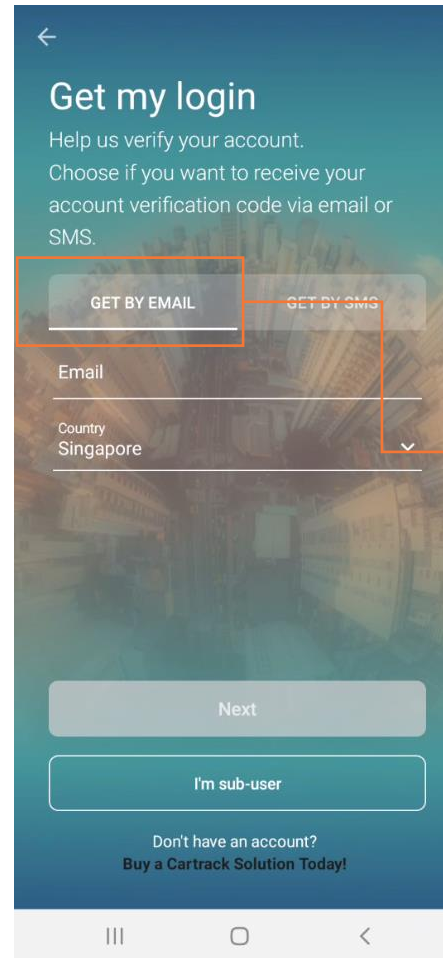 Get my login
Help us verify your account.
Choose if you want to receive your
account verification code via email or
SMS.
GET BY EMAIL
GET BY SMS
Email
Country
Singapore
Next
I'm sub-user
Don't have an account?
Buy a Cartrack Solution Today!